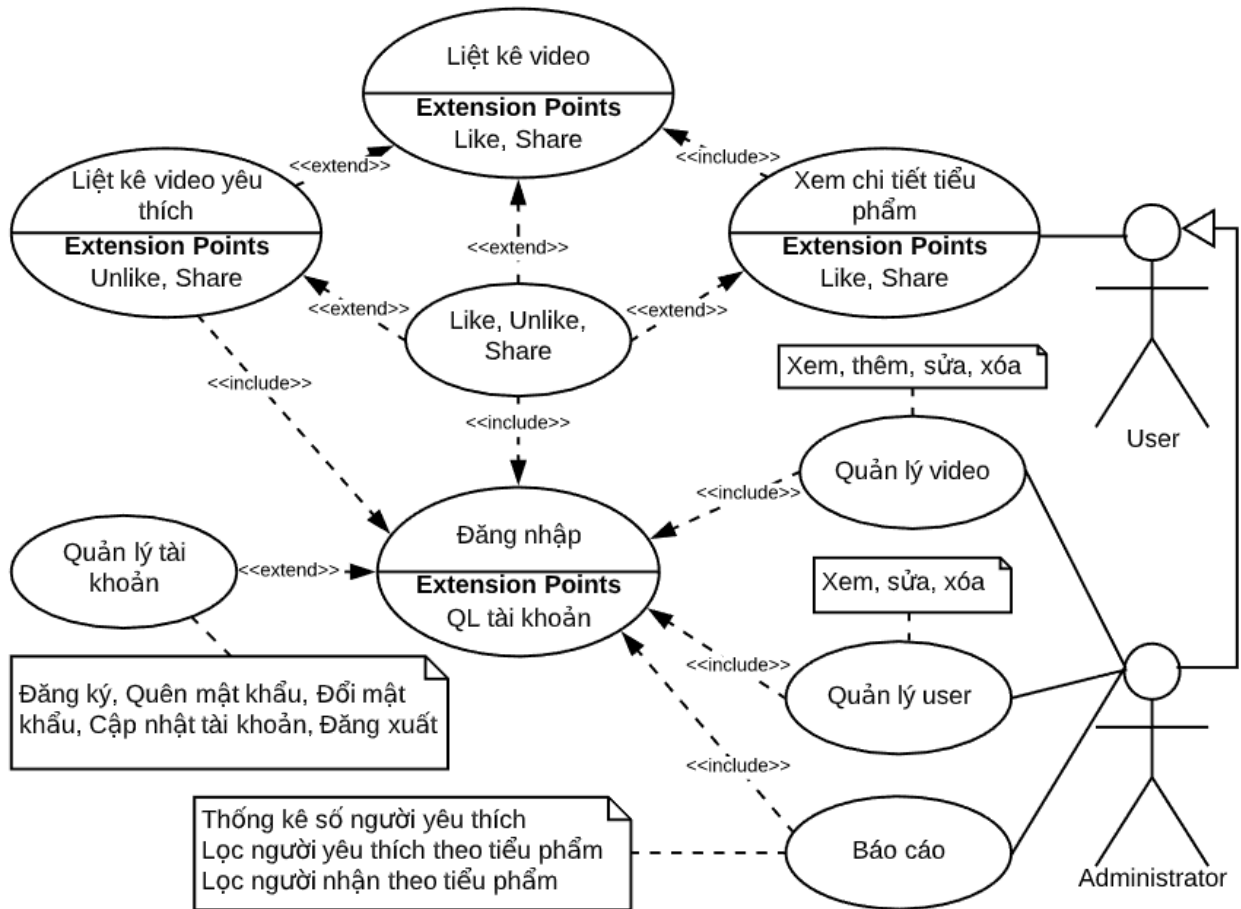 Liệt kê video
Extension Points
Like, Share
<<extend>>
<<include>>
Liệt kê video yêu
thích
Extension Points
Unlike, Share
Xem chi tiết tiểu
phẩm
Extension Points
Like, Share
<<extend>>
<<extend>>
<<extend>>
Like, Unlike,
Share
Xem, thêm, sửa, xóa
<<include>>
<<include>>
User
Quản lý video
<<include>>
Đăng nhập
Extension Points
QL tài khoản
Quản lý tài
khoản
<<extend>>
Xem, sửa, xóa
<<include>>
Quản lý user
Đăng ký, Quên mật khẩu, Đổi mật
khẩu, Cập nhật tài khoản, Đăng xuất
<<include>>
Thống kê số người yêu thích
Lọc người yêu thích theo tiểu phẩm
Lọc người nhận theo tiểu phẩm
Báo cáo
Administrator